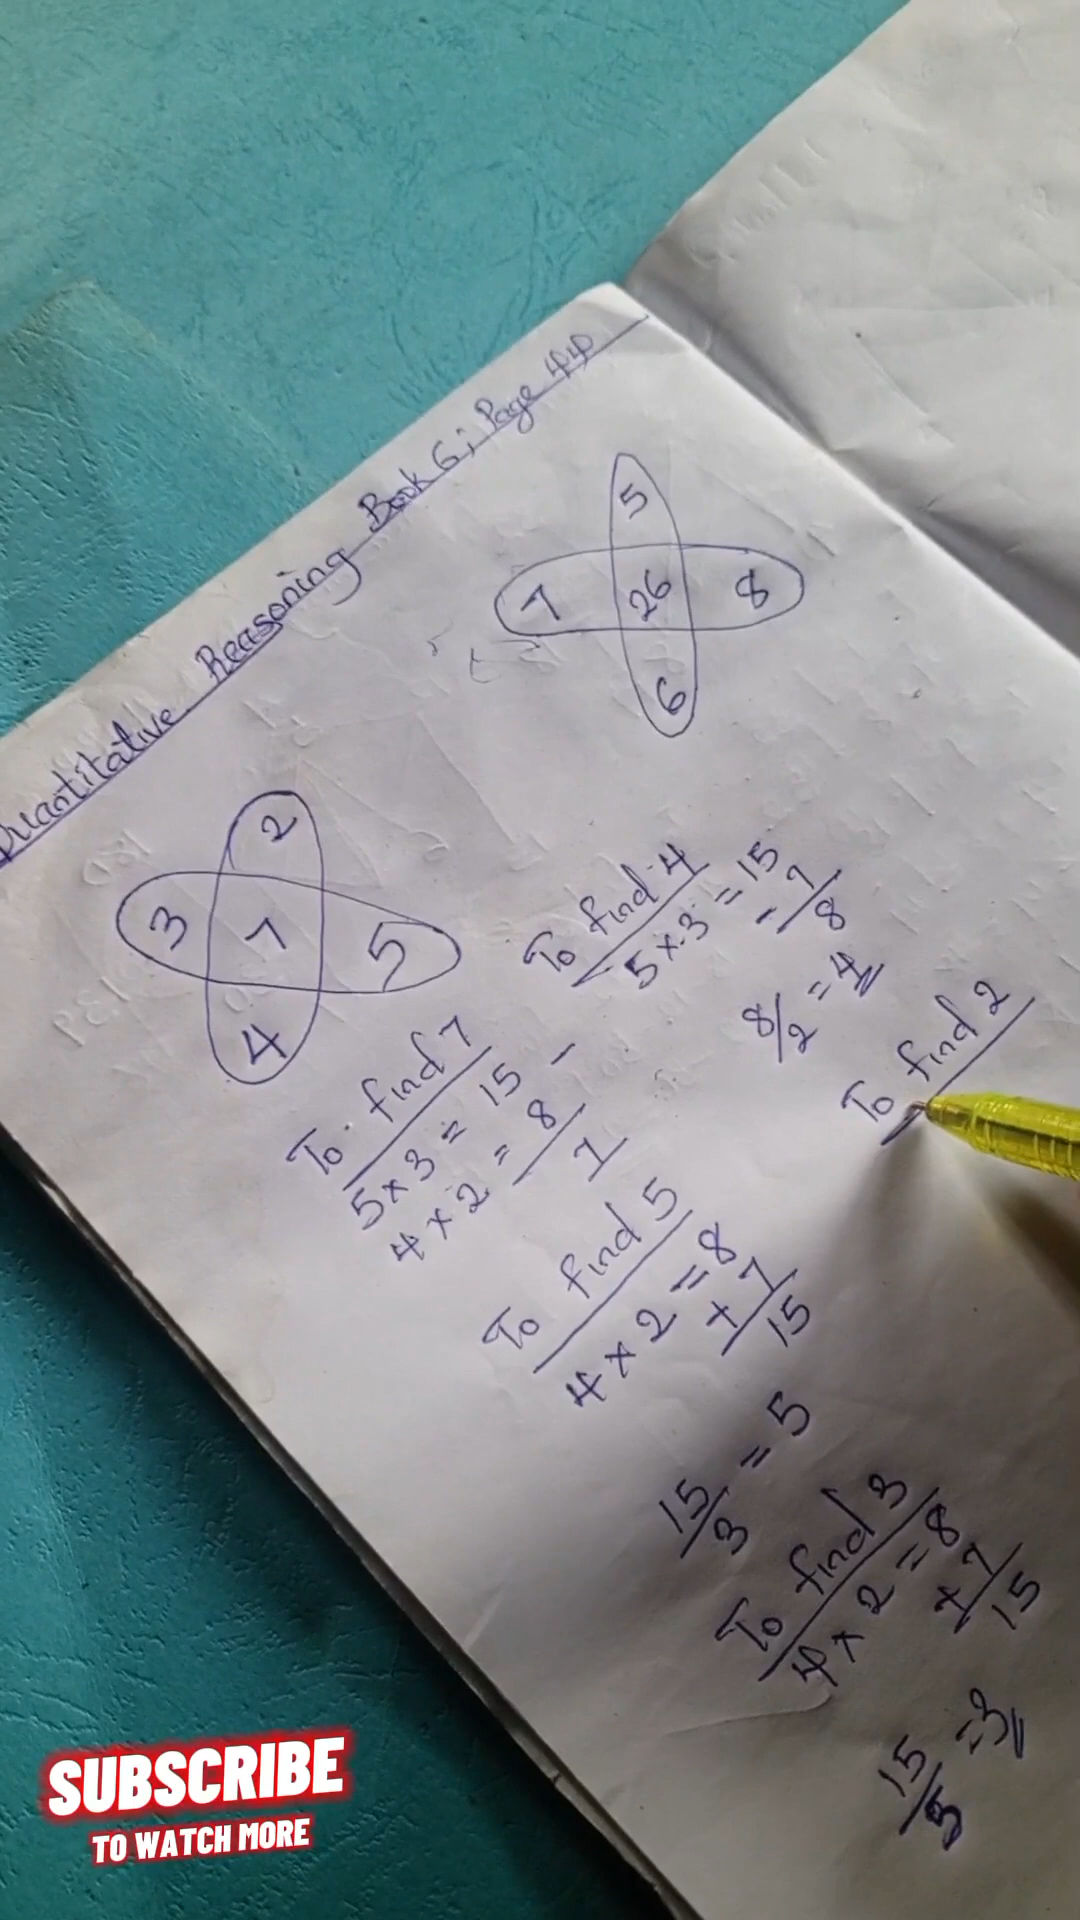 Quantitative Reasoning Book 6; Page 44
5
7 26 8
6
2
3 7 5
4
To find 7
5 x 3 = 15 -
4 x 2 = 8
7
To find 5
4 x 2 = 8
+ 7
15
15/3 = 5
To find 3
4 x 2 = 8
+ 7
15
15/5 = 3
To find 4
5 x 3 = 15
- 7
8
8/2 = 4
To find 2
SUBSCRIBE
TO WATCH MORE